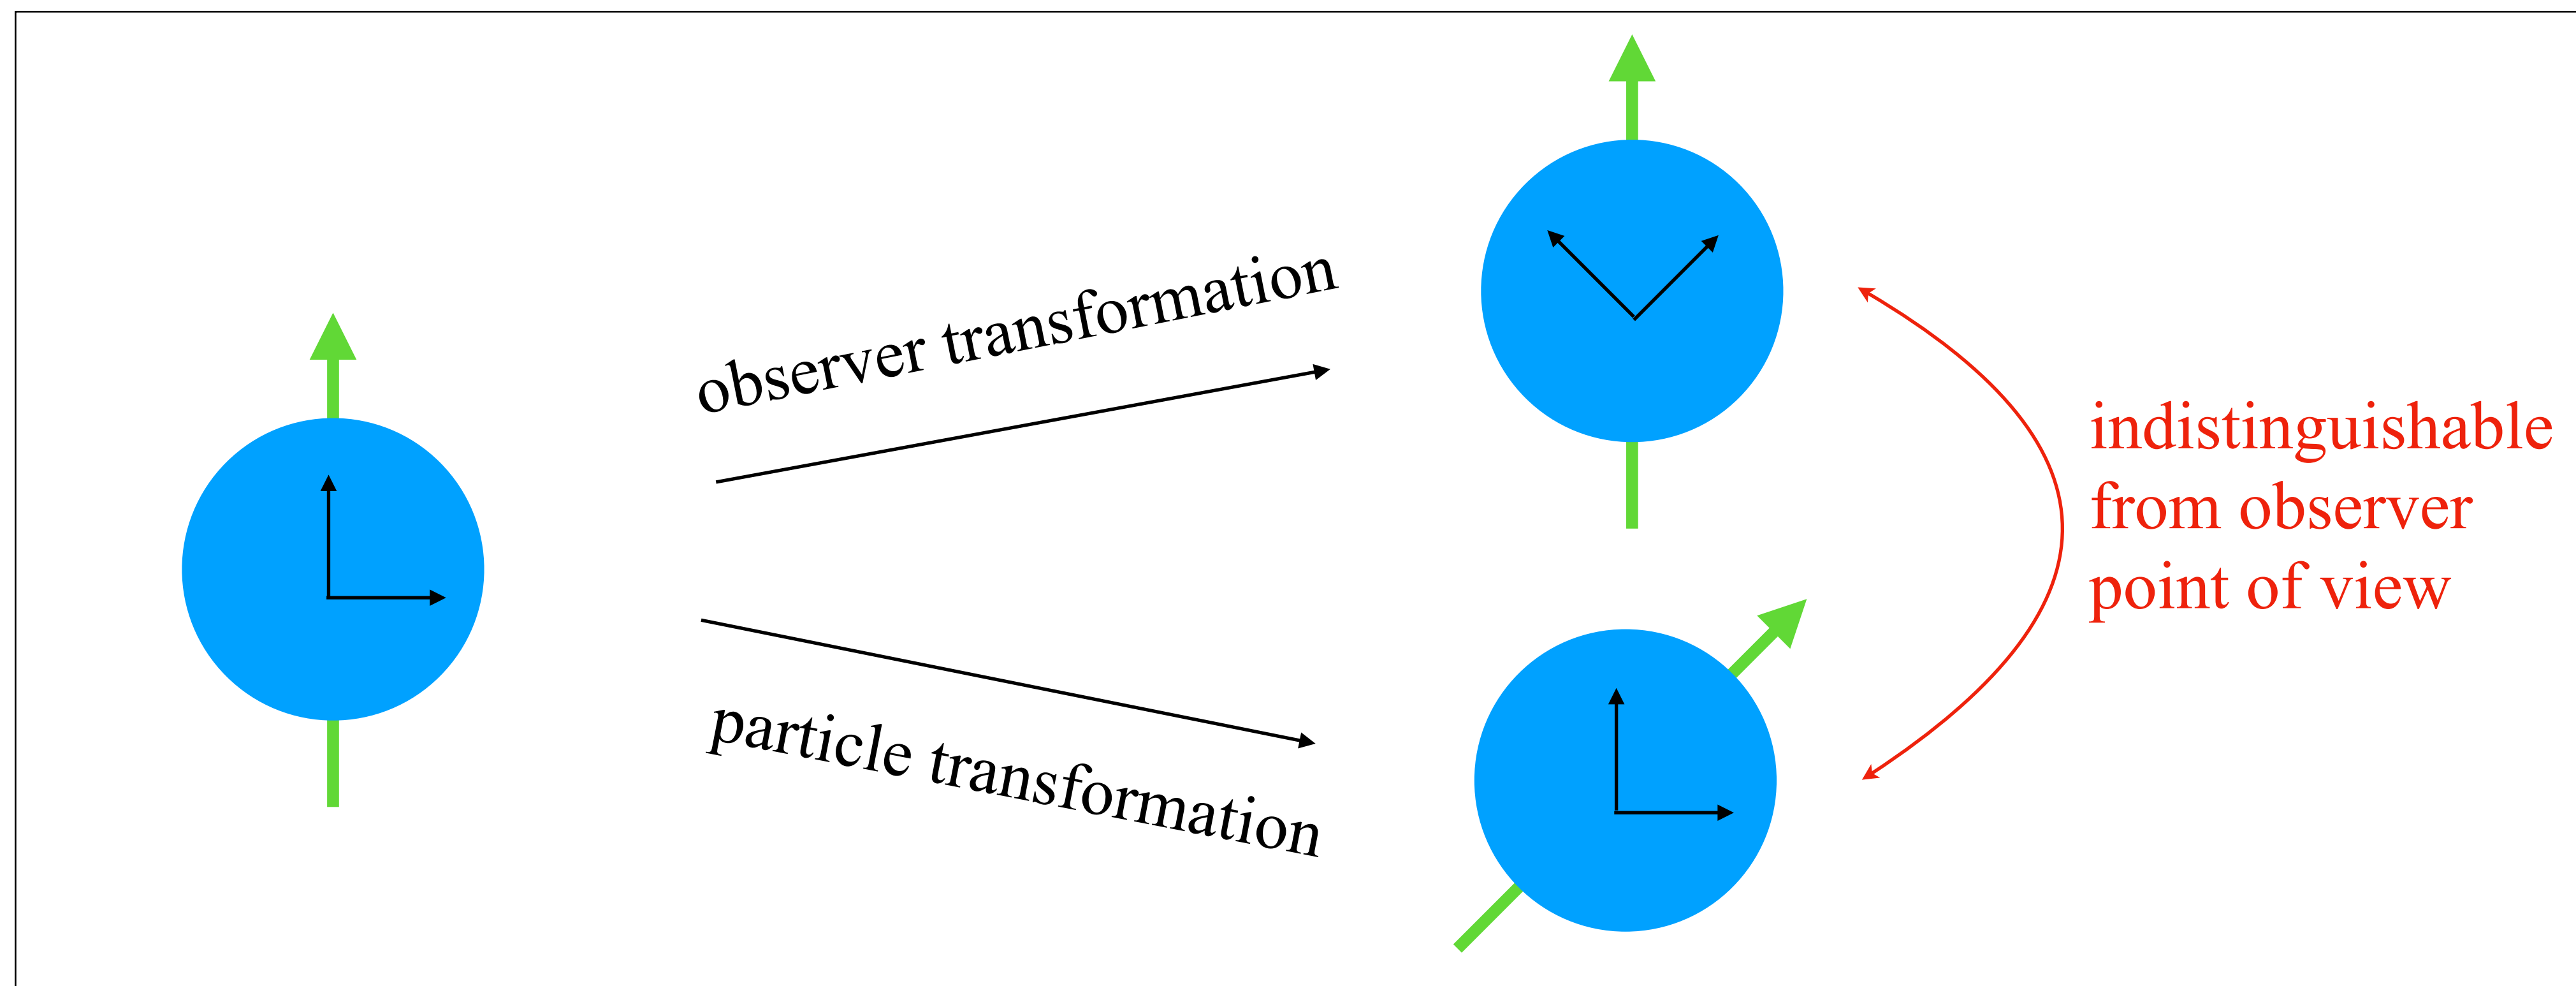 observer transformation
particle transformation
indistinguishable
from observer
point of view